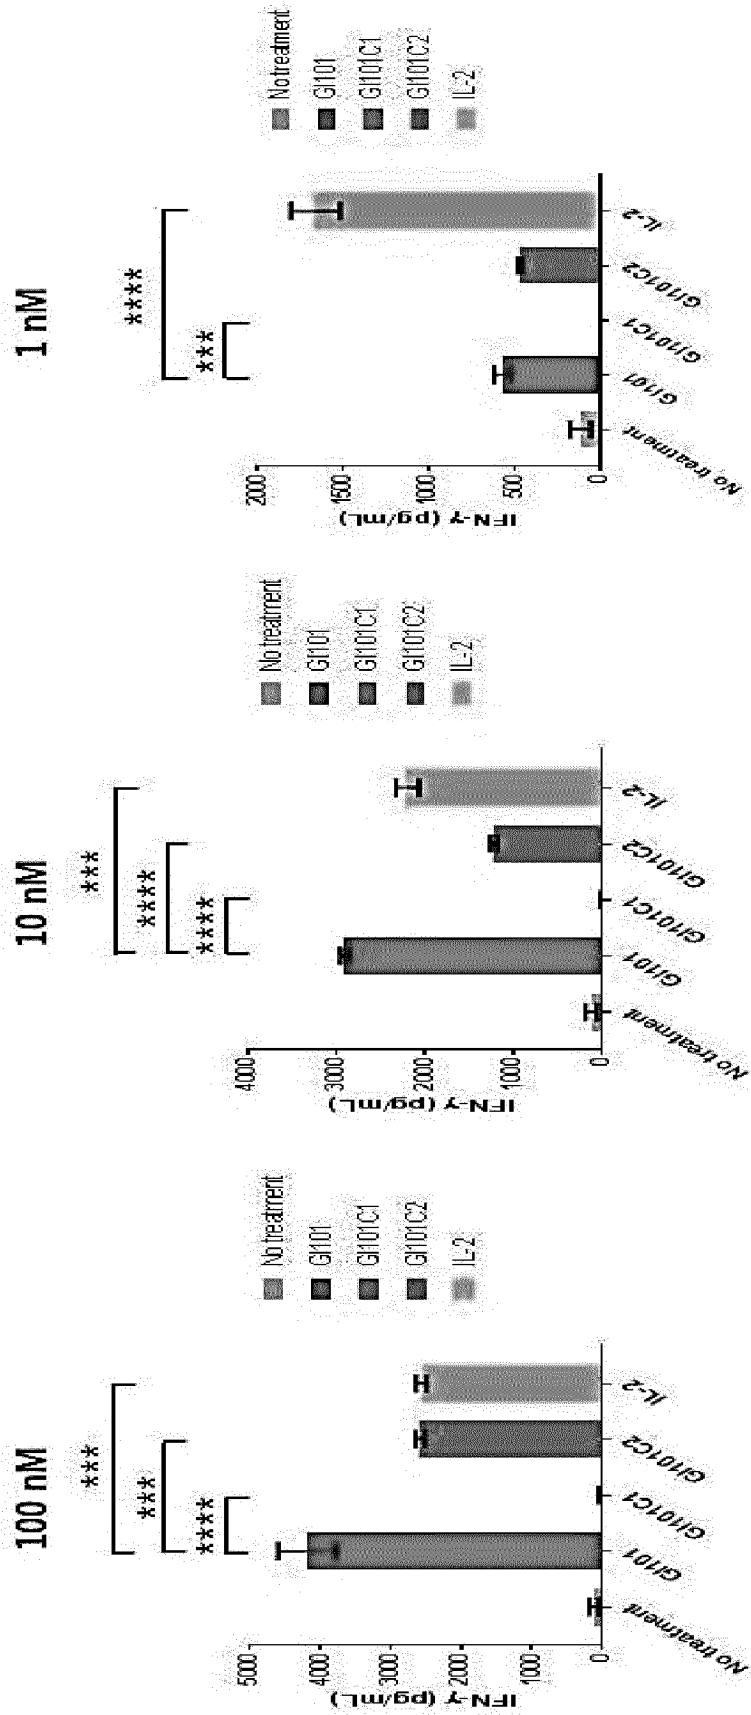 100 nM
***
***
****
IFN-γ (pg/mL)
5000
4000
3000
2000
1000
0
No treatment
GI101
GI101C1
GI101C2
IL-2
No treatment
GI101
GI101C1
GI101C2
IL-2
10 nM
***
****
****
IFN-γ (pg/mL)
4000
3000
2000
1000
0
No treatment
GI101
GI101C1
GI101C2
IL-2
No treatment
GI101
GI101C1
GI101C2
IL-2
1 nM
****
***
IFN-γ (pg/mL)
2000
1500
1000
500
0
No treatment
GI101
GI101C1
GI101C2
IL-2
No treatment
GI101
GI101C1
GI101C2
IL-2